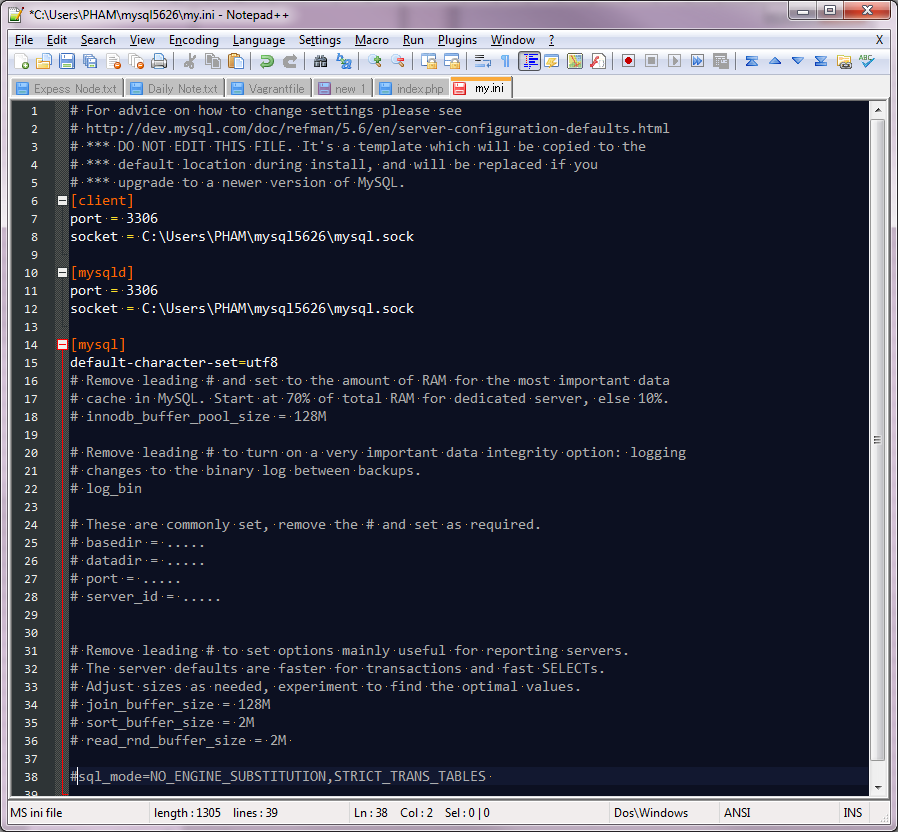 *C:\Users\PHAM\mysql5626\my.ini - Notepad++
File Edit Search View Encoding Language Settings Macro Run Plugins Window ? X
Expess Node.txt Daily Note.txt Vagrantfile new 1 index.php my.ini
1 # For advice on how to change settings please see
2 # http://dev.mysql.com/doc/refman/5.6/en/server-configuration-defaults.html
3 # *** DO NOT EDIT THIS FILE. It's a template which will be copied to the
4 # *** default location during install, and will be replaced if you
5 # *** upgrade to a newer version of MySQL.
6 [client]
7 port = 3306
8 socket = C:\Users\PHAM\mysql5626\mysql.sock
9
10 [mysqld]
11 port = 3306
12 socket = C:\Users\PHAM\mysql5626\mysql.sock
13
14 [mysql]
15 default-character-set=utf8
16 # Remove leading # and set to the amount of RAM for the most important data
17 # cache in MySQL. Start at 70% of total RAM for dedicated server, else 10%.
18 # innodb_buffer_pool_size = 128M
19
20 # Remove leading # to turn on a very important data integrity option: logging
21 # changes to the binary log between backups.
22 # log_bin
23
24 # These are commonly set, remove the # and set as required.
25 # basedir = .....
26 # datadir = .....
27 # port = .....
28 # server_id = .....
29
30
31 # Remove leading # to set options mainly useful for reporting servers.
32 # The server defaults are faster for transactions and fast SELECTs.
33 # Adjust sizes as needed, experiment to find the optimal values.
34 # join_buffer_size = 128M
35 # sort_buffer_size = 2M
36 # read_rnd_buffer_size = 2M
37
38 #sql_mode=NO_ENGINE_SUBSTITUTION,STRICT_TRANS_TABLES
39
MS ini file length : 1305 lines : 39 Ln : 38 Col : 2 Sel : 0 | 0 Dos\Windows ANSI INS